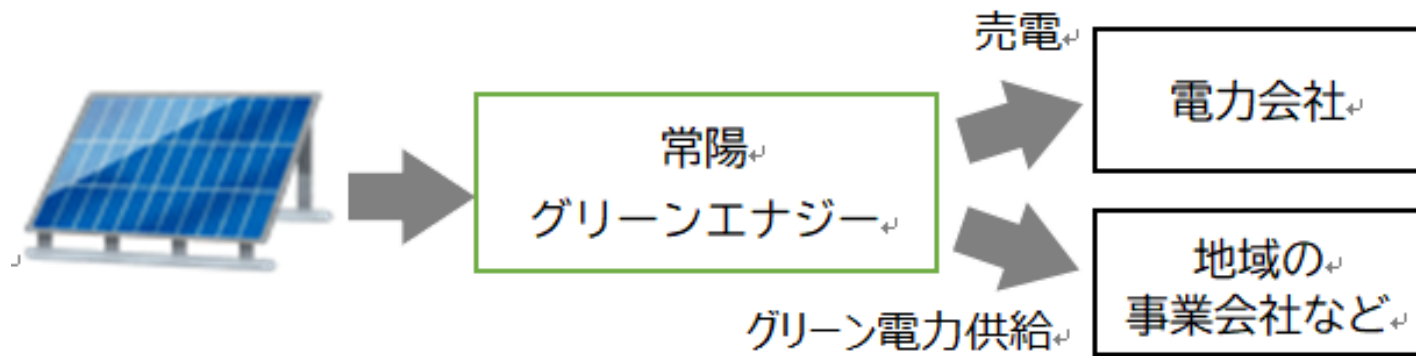 売電
電力会社
常陽
グリーンエナジー
地域の
事業会社など
グリーン電力供給